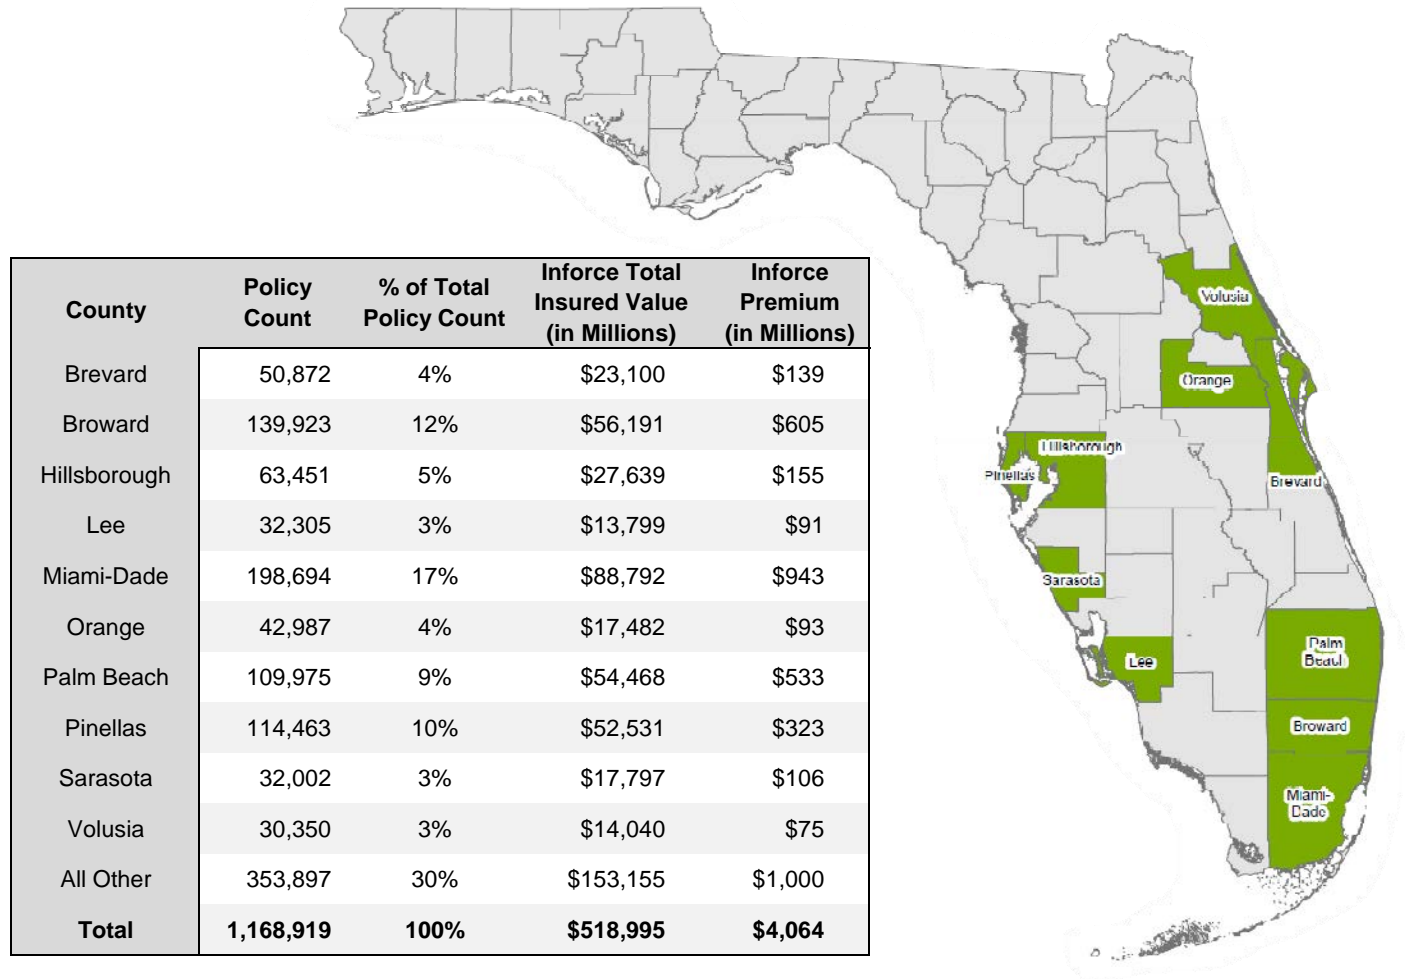 County
Policy
Count
% of Total
Policy Count
Inforce Total
Insured Value
(in Millions)
Inforce
Premium
(in Millions)
Brevard 50,872 4% $23,100 $139
Broward 139,923 12% $56,191 $605
Hillsborough 63,451 5% $27,639 $155
Lee 32,305 3% $13,799 $91
Miami-Dade 198,694 17% $88,792 $943
Orange 42,987 4% $17,482 $93
Palm Beach 109,975 9% $54,468 $533
Pinellas 114,463 10% $52,531 $323
Sarasota 32,002 3% $17,797 $106
Volusia 30,350 3% $14,040 $75
All Other 353,897 30% $153,155 $1,000
Total 1,168,919 100% $518,995 $4,064
Volusia
Orange
Hillsborough
Pinellas
Brevard
Sarasota
Lee
Palm
Beach
Broward
Miami-
Dade